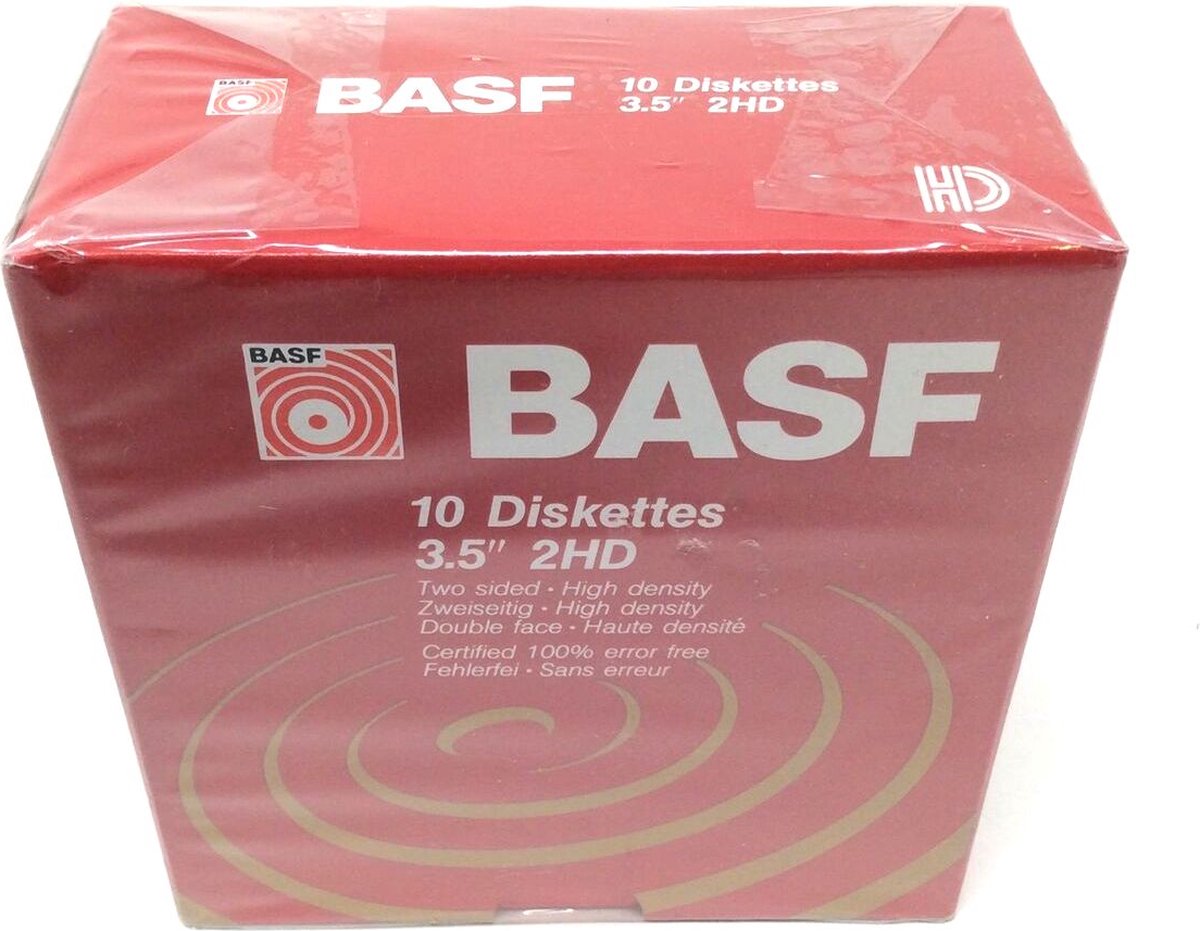 BASF
BASF
10 Diskettes
3.5" 2HD
HD
BASF
BASF
10 Diskettes
3.5" 2HD
Two sided · High density
Zweiseitig · High density
Double face · Haute densité
Certified 100% error free
Fehlerfei · Sans erreur